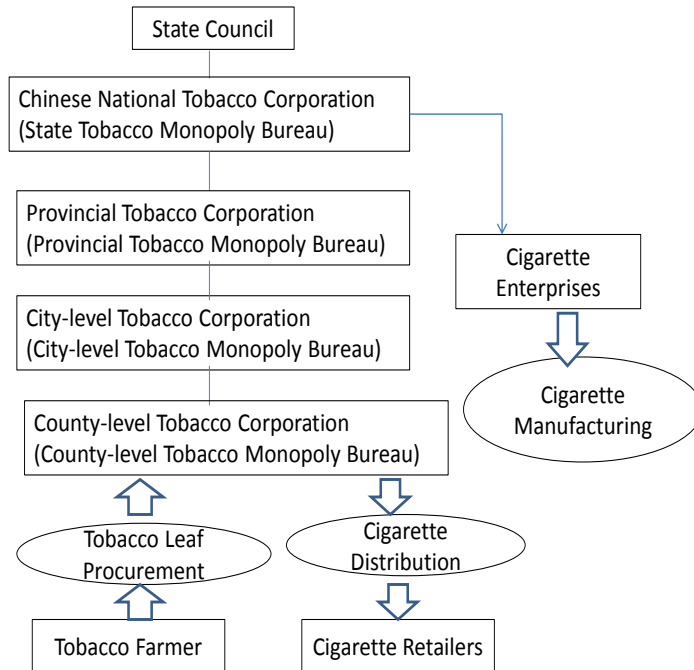 State Council
Chinese National Tobacco Corporation
(State Tobacco Monopoly Bureau)
Provincial Tobacco Corporation
(Provincial Tobacco Monopoly Bureau)
Cigarette
Enterprises
City-level Tobacco Corporation
(City-level Tobacco Monopoly Bureau)
Cigarette
Manufacturing
County-level Tobacco Corporation
(County-level Tobacco Monopoly Bureau)
Tobacco Leaf
Procurement
Cigarette
Distribution
Tobacco Farmer
Cigarette Retailers